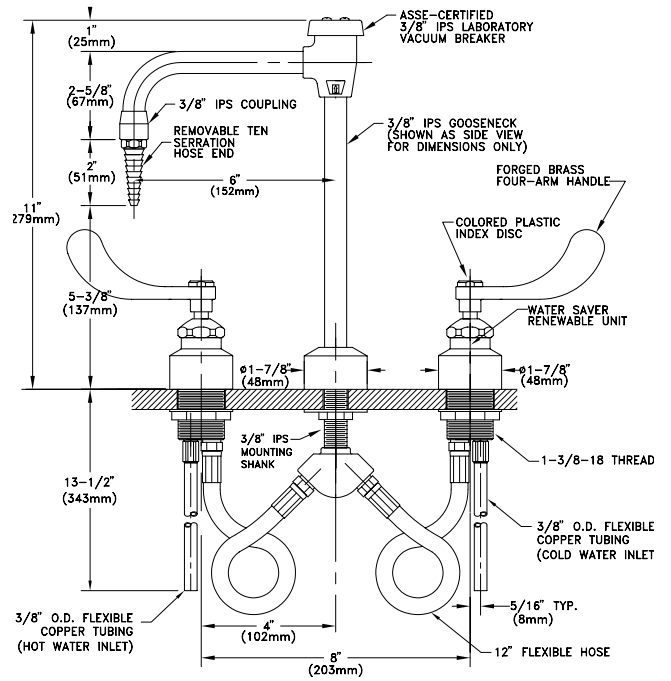 ASSE-CERTIFIED
3/8" IPS LABORATORY
VACUUM BREAKER
1"
(25mm)
2-5/8"
(67mm)
3/8" IPS COUPLING
REMOVABLE TEN
SERRATION
HOSE END
3/8" IPS GOOSENECK
(SHOWN AS SIDE VIEW
FOR DIMENSIONS ONLY)
2"
(51mm)
6"
(152mm)
FORGED BRASS
FOUR-ARM HANDLE
11"
279mm)
COLORED PLASTIC
INDEX DISC
5-3/8"
(137mm)
WATER SAVER
RENEWABLE UNIT
ø1-7/8"
(48mm)
ø1-7/8"
(48mm)
3/8" IPS
MOUNTING
SHANK
1-3/8-18 THREAD
13-1/2"
(343mm)
3/8" O.D. FLEXIBLE
COPPER TUBING
(COLD WATER INLET
3/8" O.D. FLEXIBLE
COPPER TUBING
(HOT WATER INLET)
4"
(102mm)
5/16" TYP.
(8mm)
12" FLEXIBLE HOSE
8"
(203mm)